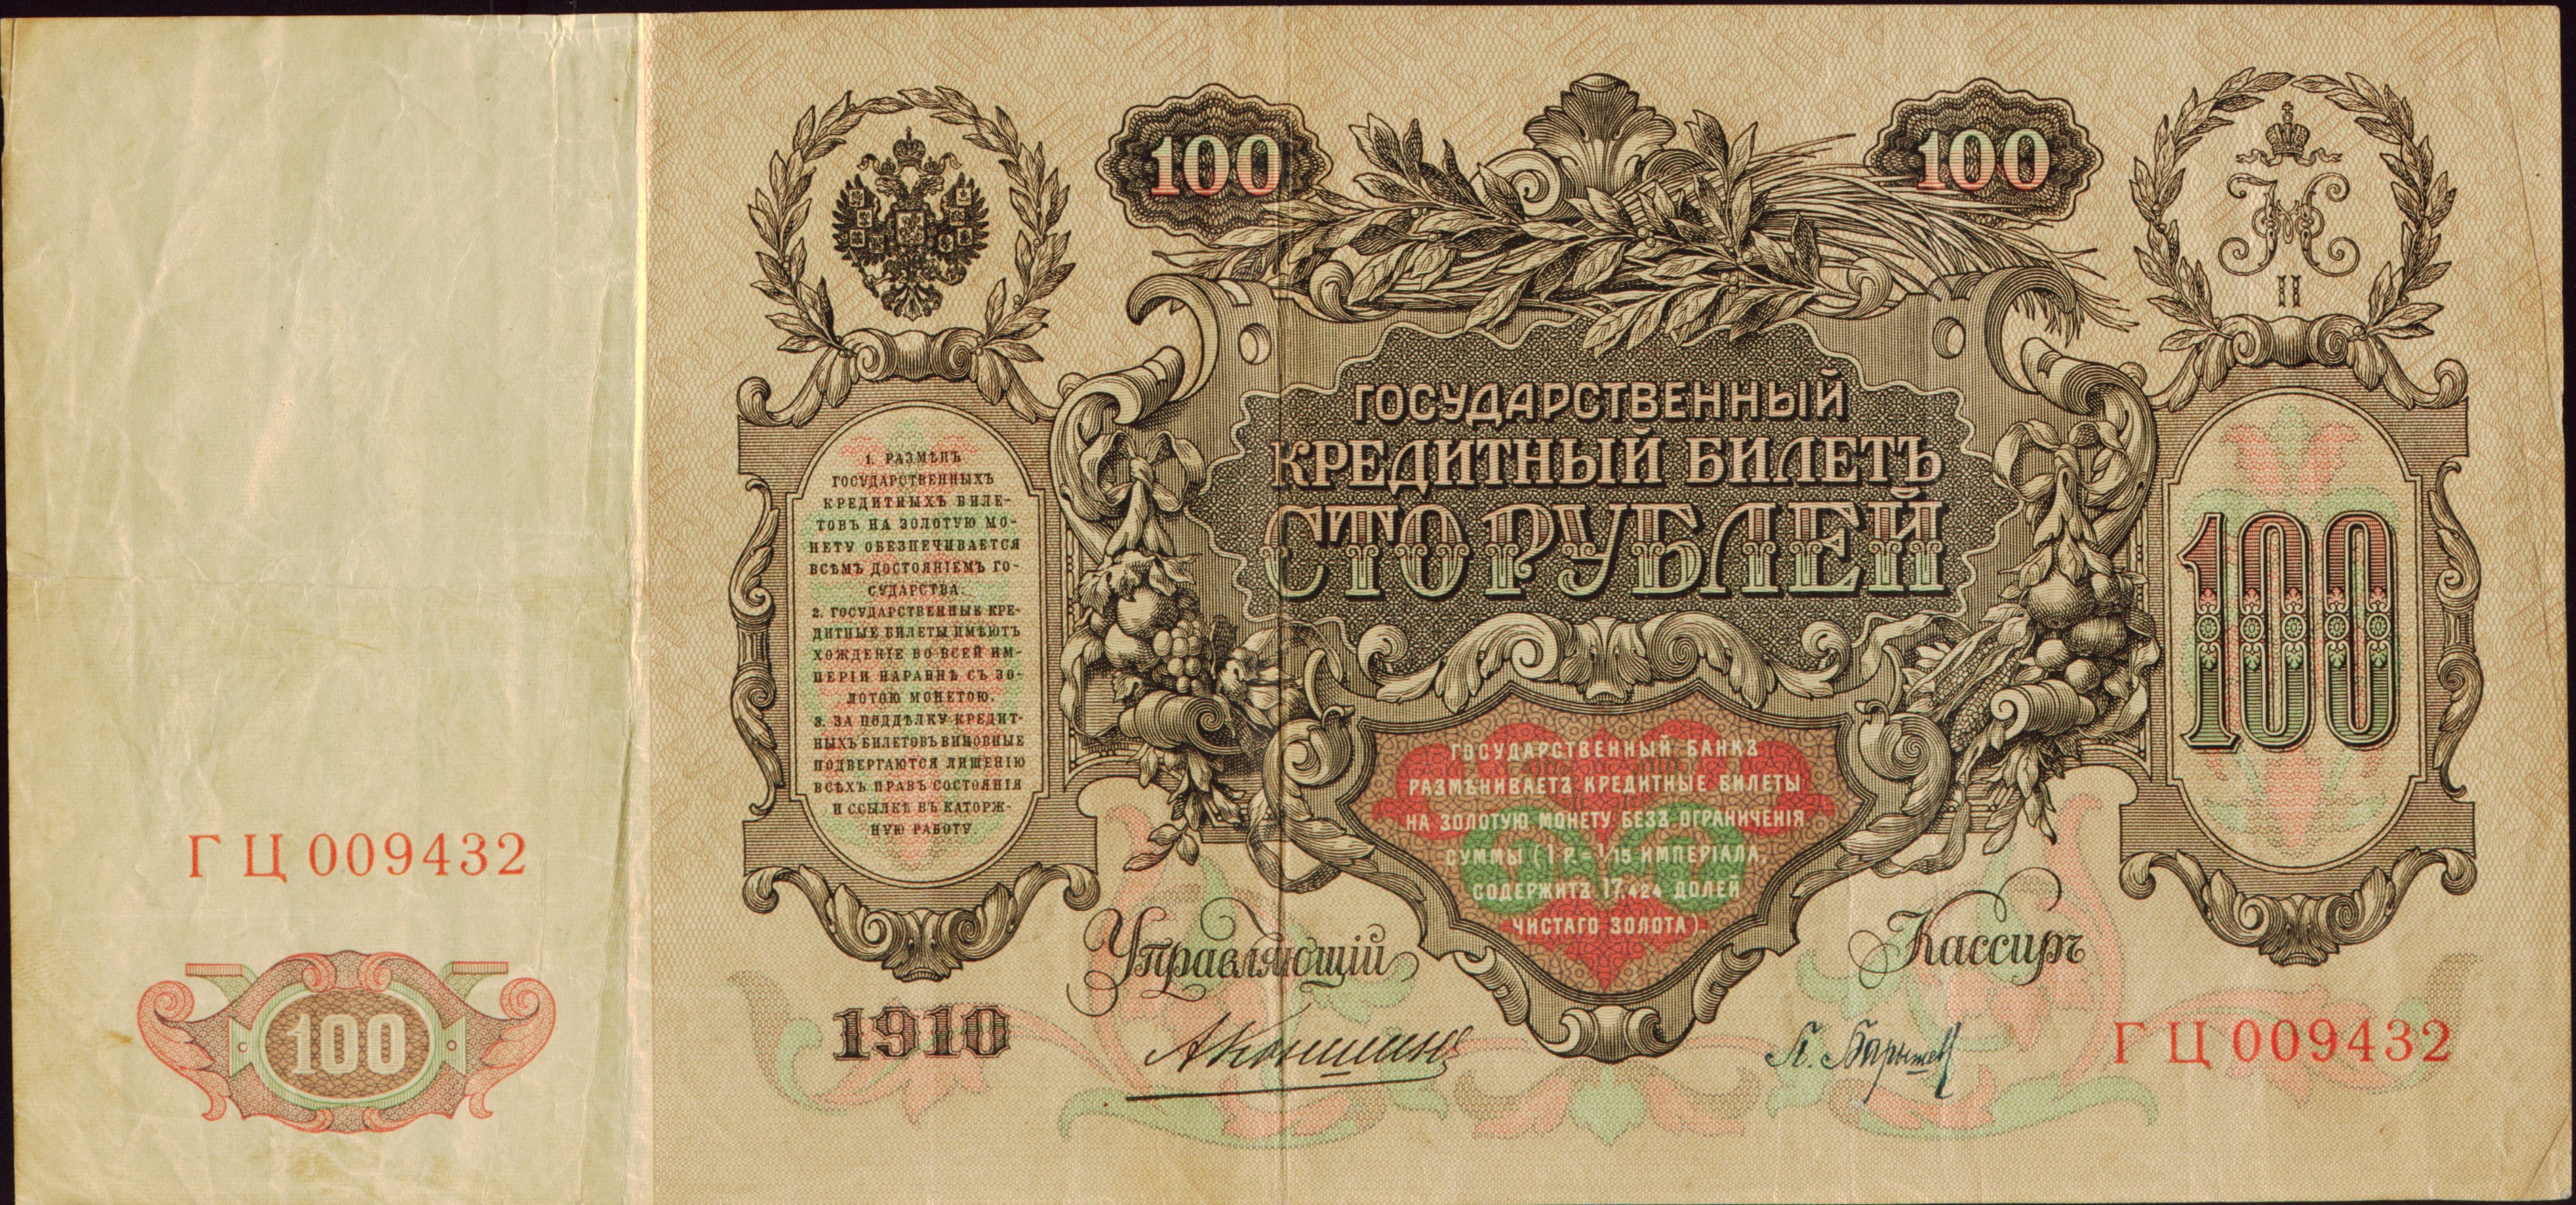 100
100
II
ГОСУДАРСТВЕННЫЙ
КРЕДИТНЫЙ БИЛЕТЪ
СТО РУБЛЕЙ
1. РАЗМѢНЪ
ГОСУДАРСТВЕННЫХЪ
КРЕДИТНЫХЪ БИЛЕ-
ТОВЪ НА ЗОЛОТУЮ МО-
НЕТУ ОБЕЗПЕЧИВАЕТСЯ
ВСѢМЪ ДОСТОЯНІЕМЪ ГО-
СУДАРСТВА.
2. ГОСУДАРСТВЕННЫЕ КРЕ-
ДИТНЫЕ БИЛЕТЫ ИМѢЮТЪ
ХОЖДЕНІЕ ВО ВСЕЙ ИМ-
ПЕРІИ НАРАВНѢ СЪ ЗО-
ЛОТОЮ МОНЕТОЮ.
3. ЗА ПОДДѢЛКУ КРЕДИТ-
НЫХЪ БИЛЕТОВЪ ВИНОВНЫЕ
ПОДВЕРГАЮТСЯ ЛИШЕНІЮ
ВСѢХЪ ПРАВЪ СОСТОЯНІЯ
И ССЫЛКѢ ВЪ КАТОРЖ-
НУЮ РАБОТУ.
100
ГОСУДАРСТВЕННЫЙ БАНКЪ
РАЗМѢНИВАЕТЪ КРЕДИТНЫЕ БИЛЕТЫ
НА ЗОЛОТУЮ МОНЕТУ БЕЗЪ ОГРАНИЧЕНІЯ
СУММЫ (1 Р.= 1/15 ИМПЕРІАЛА,
СОДЕРЖИТЪ 17,424 ДОЛЕЙ
ЧИСТАГО ЗОЛОТА).
ГЦ 009432
100
Управляющій
Кассиръ
1910
АКоншинъ
П. Барышев
ГЦ 009432